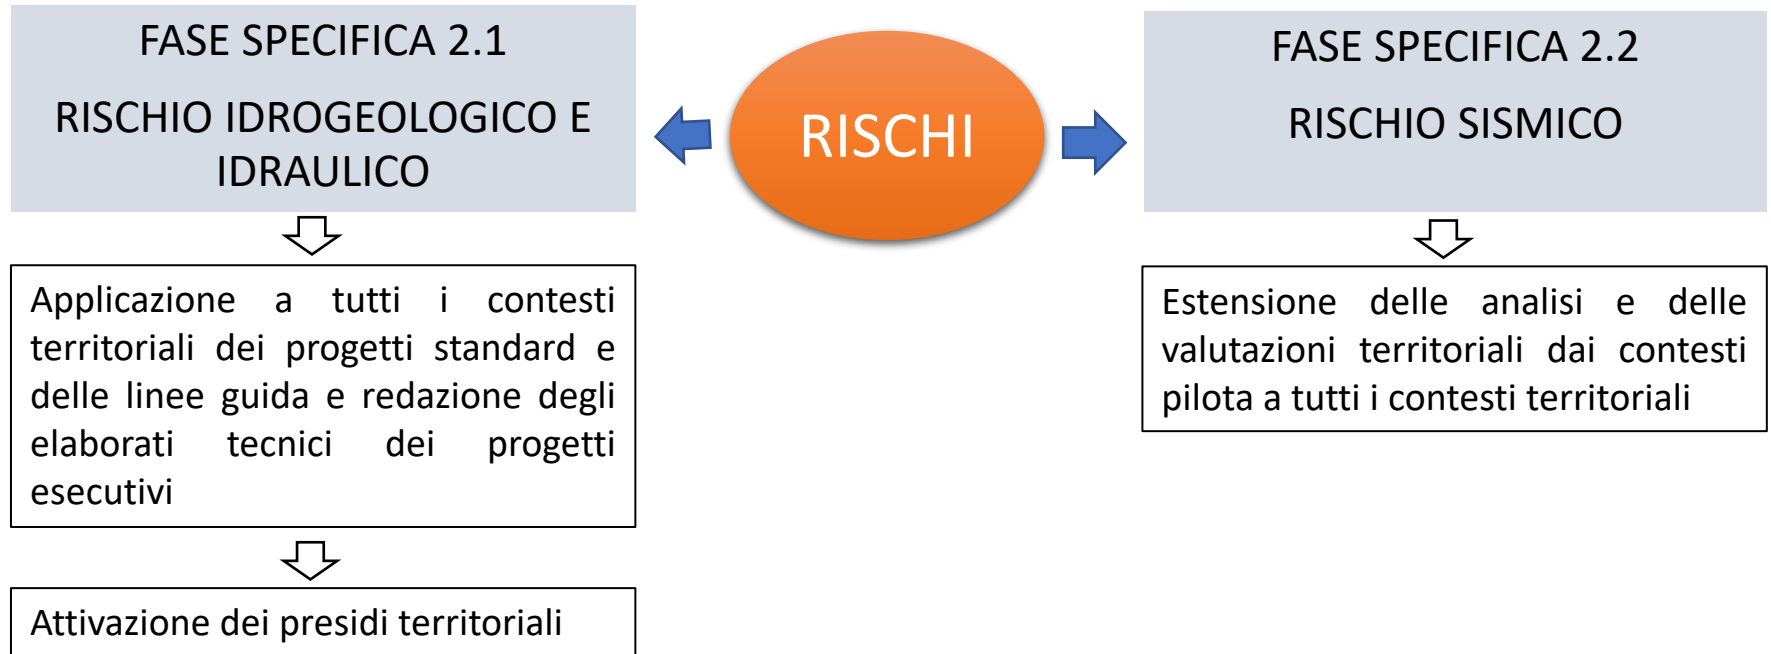 FASE SPECIFICA 2.1
RISCHIO IDROGEOLOGICO E
IDRAULICO
RISCHI
FASE SPECIFICA 2.2
RISCHIO SISMICO
Applicazione a tutti i contesti
territoriali dei progetti standard e
delle linee guida e redazione degli
elaborati tecnici dei progetti
esecutivi
Attivazione dei presidi territoriali
Estensione delle analisi e delle
valutazioni territoriali dai contesti
pilota a tutti i contesti territoriali